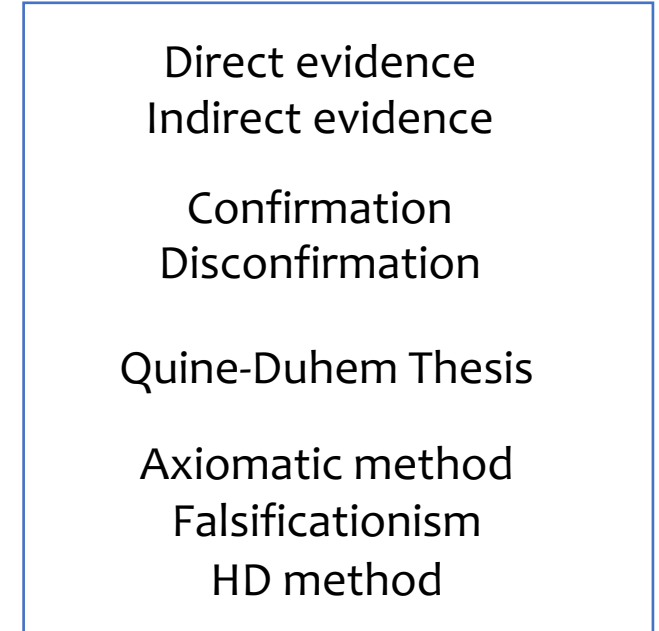 Direct evidence
Indirect evidence
Confirmation
Disconfirmation
Quine-Duhem Thesis
Axiomatic method
Falsificationism
HD method